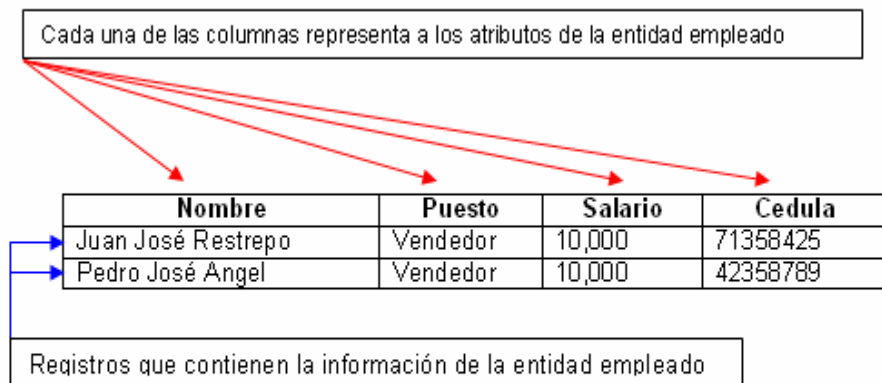 Cada una de las columnas representa a los atributos de la entidad empleado
Nombre Puesto Salario Cedula
Juan José Restrepo Vendedor 10,000 71358425
Pedro José Angel Vendedor 10,000 42358789
Registros que contienen la información de la entidad empleado